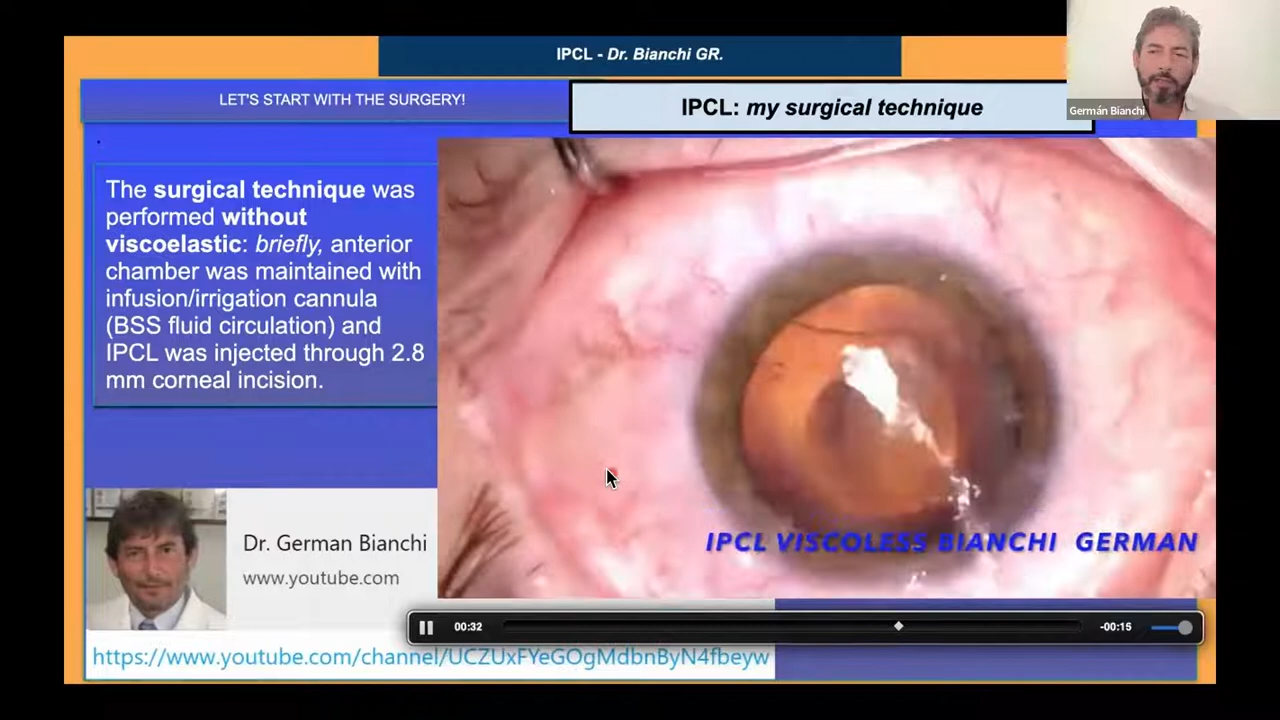 IPCL - Dr. Bianchi GR.
Germán Bianchi
LET'S START WITH THE SURGERY!
IPCL: my surgical technique
The surgical technique was
performed without
viscoelastic: briefly, anterior
chamber was maintained with
infusion/irrigation cannula
(BSS fluid circulation) and
IPCL was injected through 2.8
mm corneal incision.
IPCL VISCOLESS BIANCHI GERMAN
Dr. German Bianchi
www.youtube.com
00:32
-00:15
https://www.youtube.com/channel/UCZUxFYeGOgMdbnByN4fbeyw